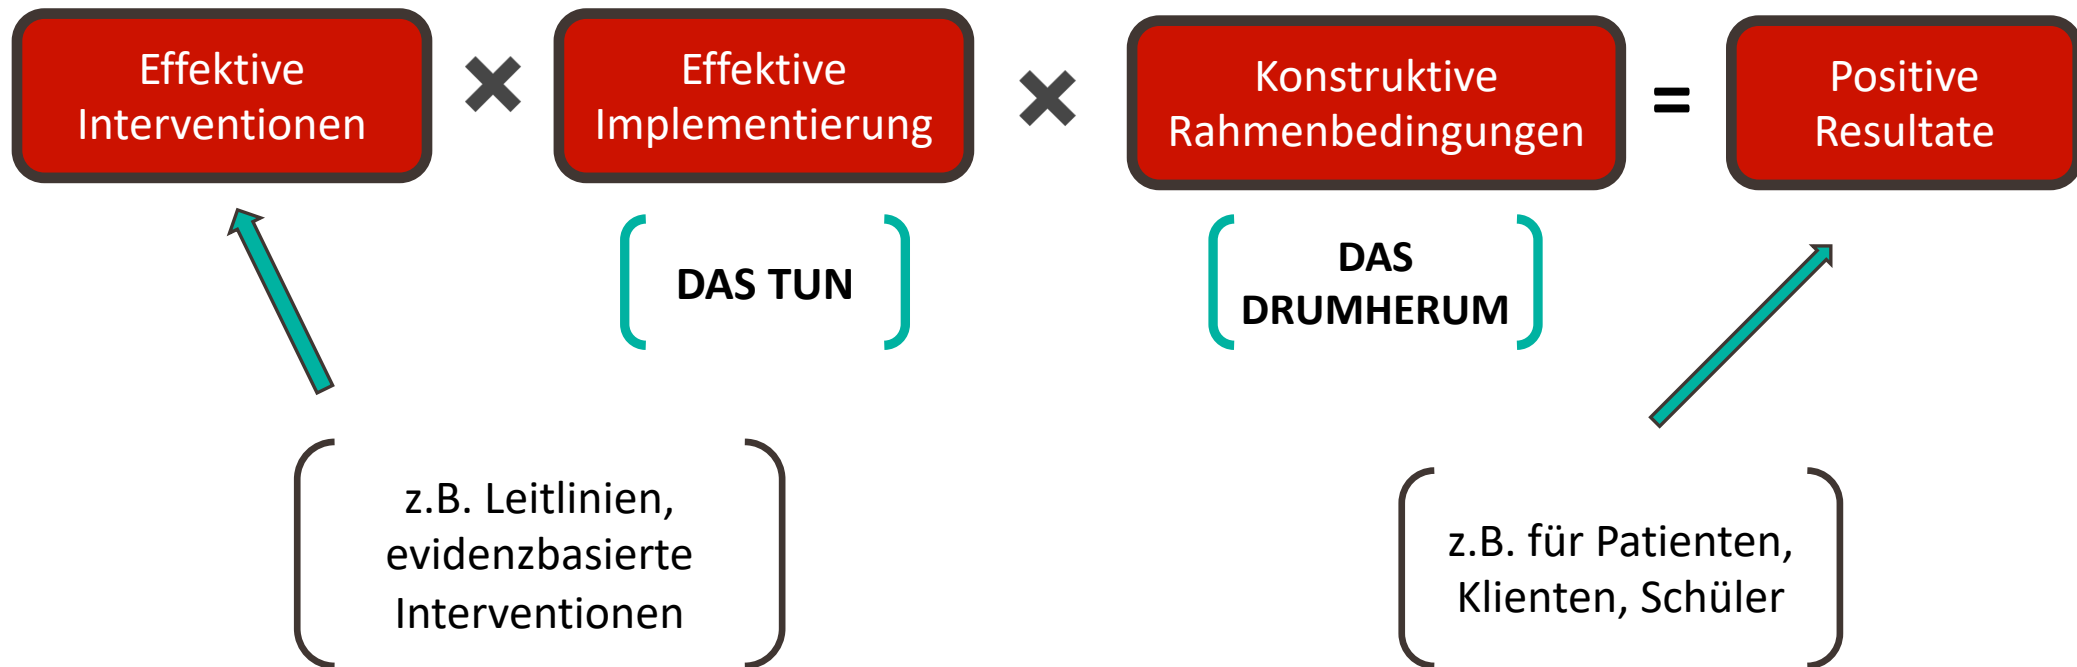 Effektive
Interventionen
Effektive
Implementierung
Konstruktive
Rahmenbedingungen
=
Positive
Resultate
DAS TUN
DAS
DRUMHERUM
z.B. Leitlinien,
evidenzbasierte
Interventionen
z.B. für Patienten,
Klienten, Schüler